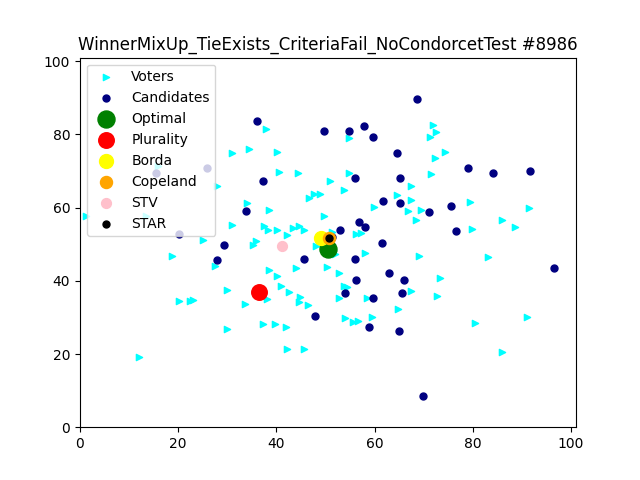 WinnerMixUp_TieExists_CriteriaFail_NoCondorcetTest #8986
100
80
60
40
20
0
Voters
Candidates
Optimal
Plurality
Borda
Copeland
STV
STAR
0 20 40 60 80 100